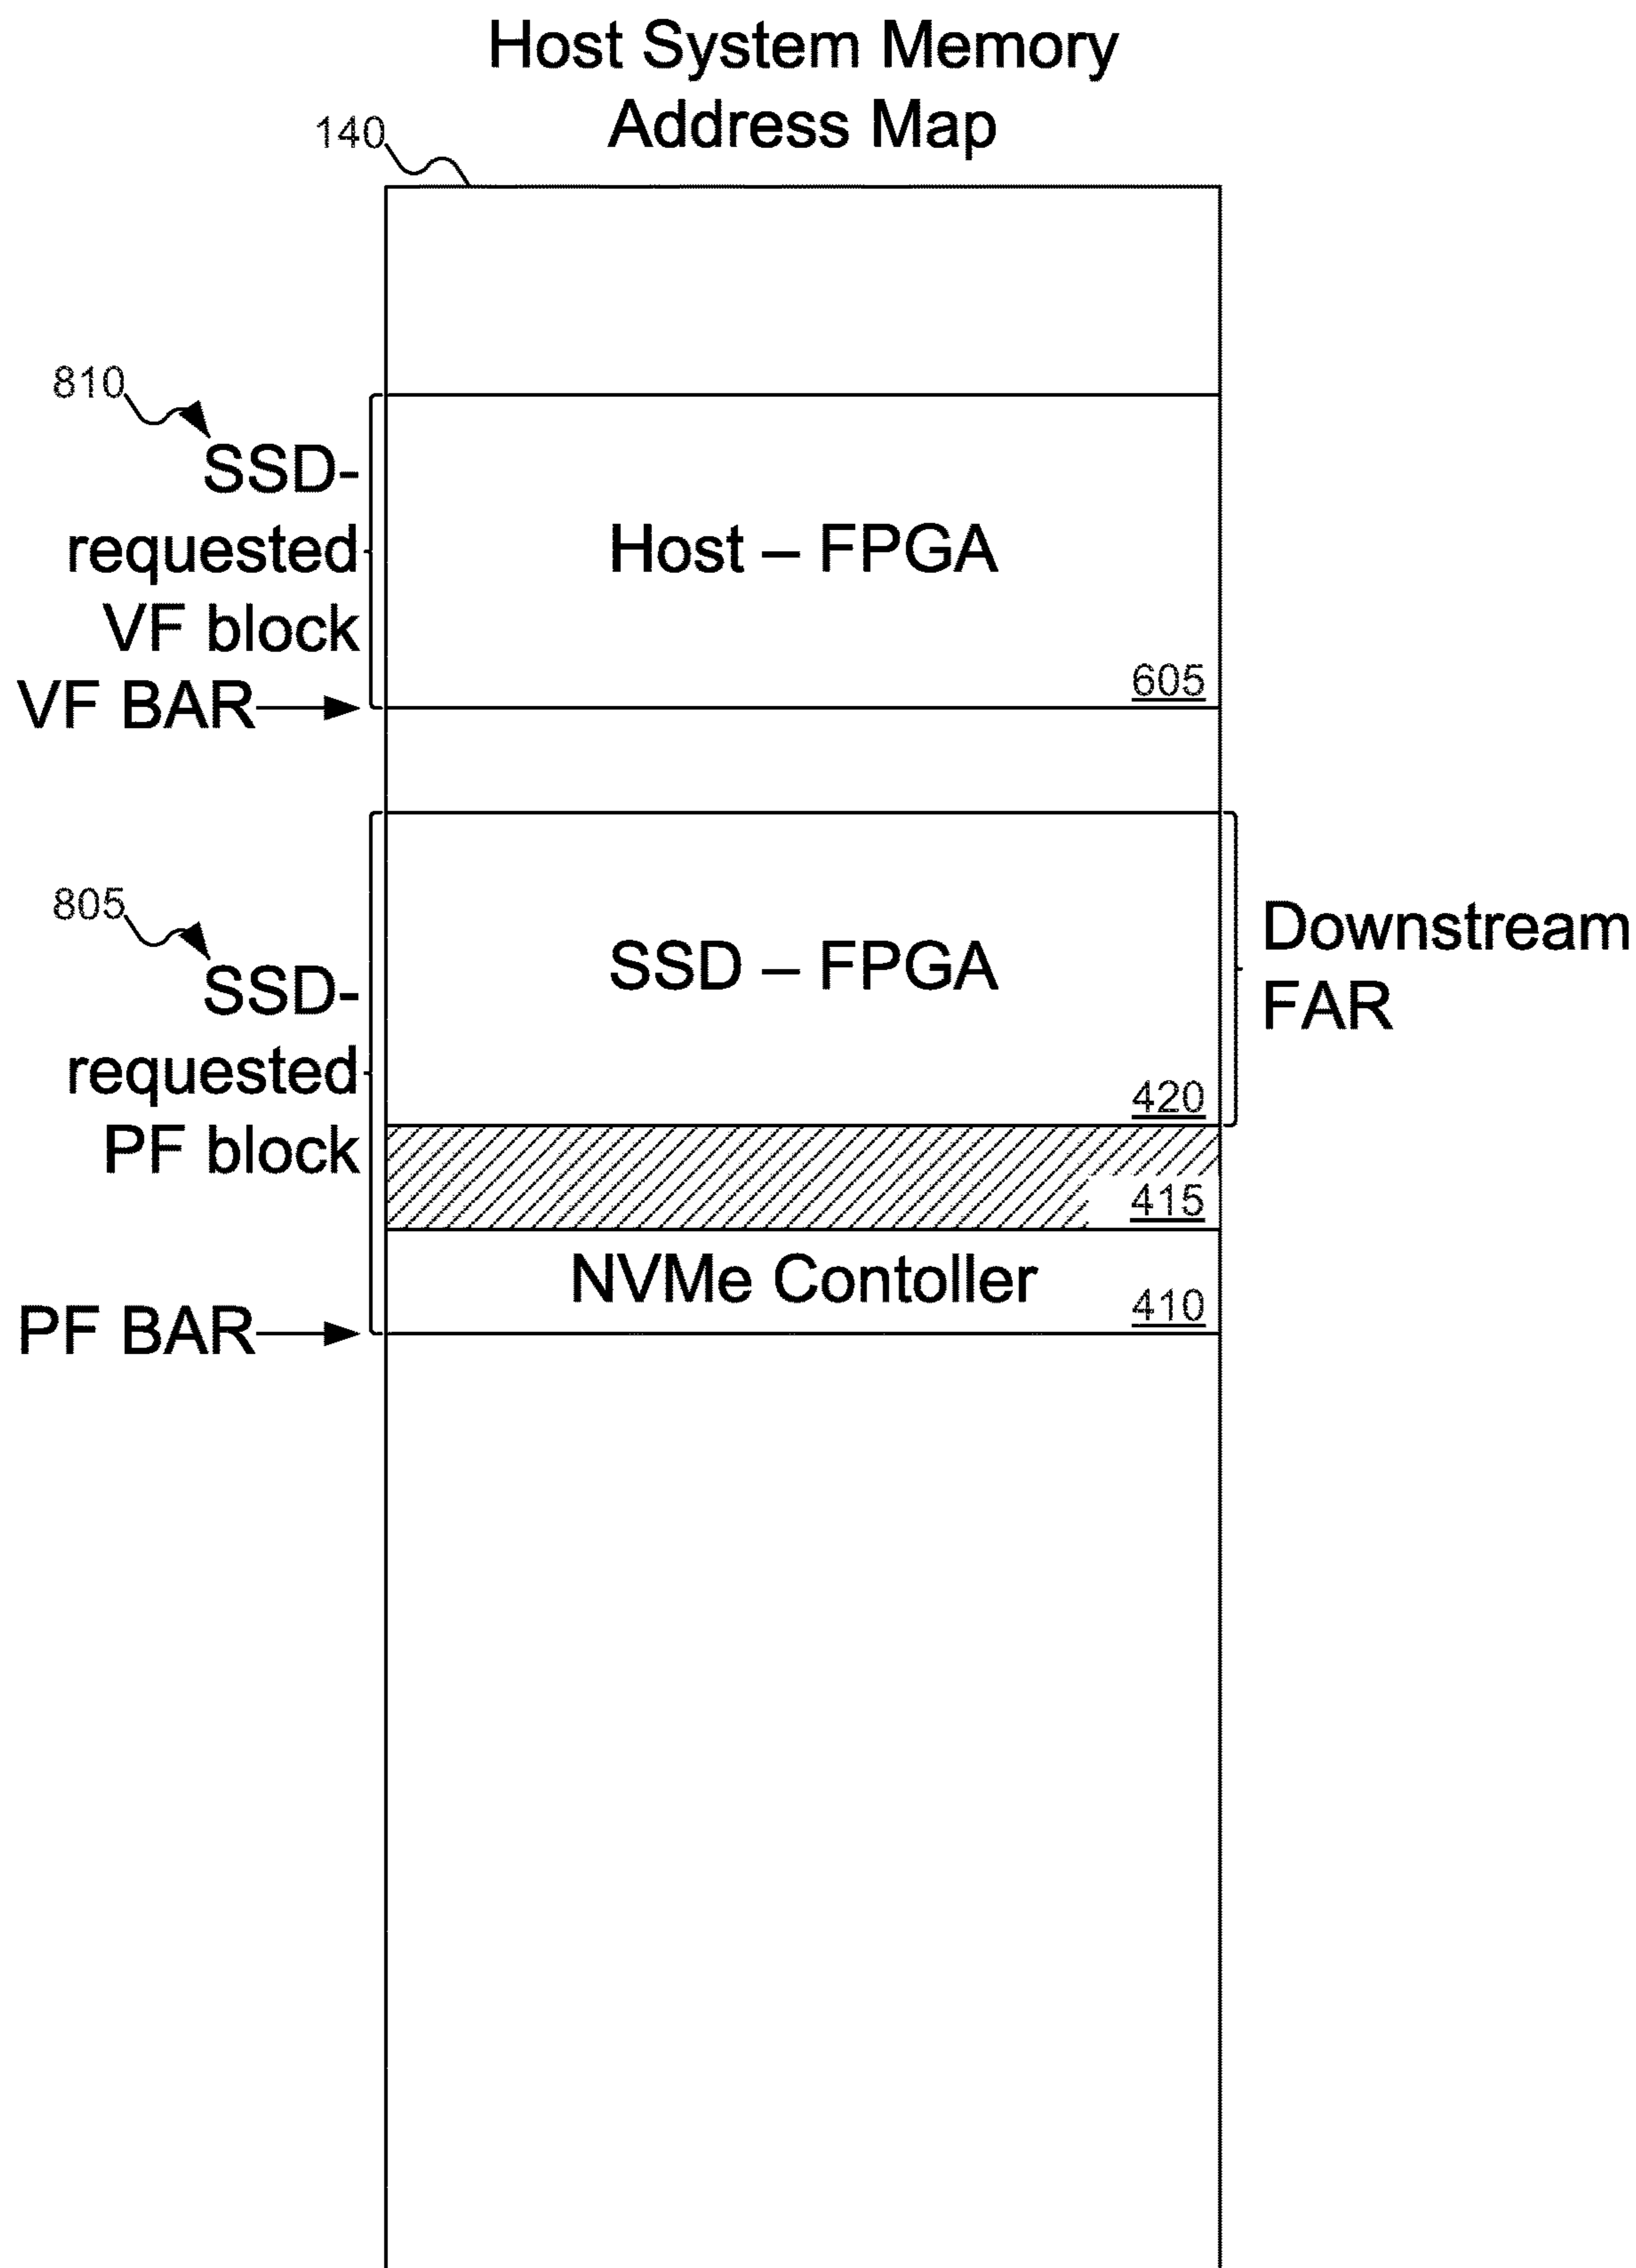 Host System Memory
Address Map
140
810
SSD-
requested
VF block
VF BAR
Host – FPGA
605
805
SSD-
requested
PF block
SSD – FPGA
420
Downstream
FAR
415
NVMe Contoller
410
PF BAR